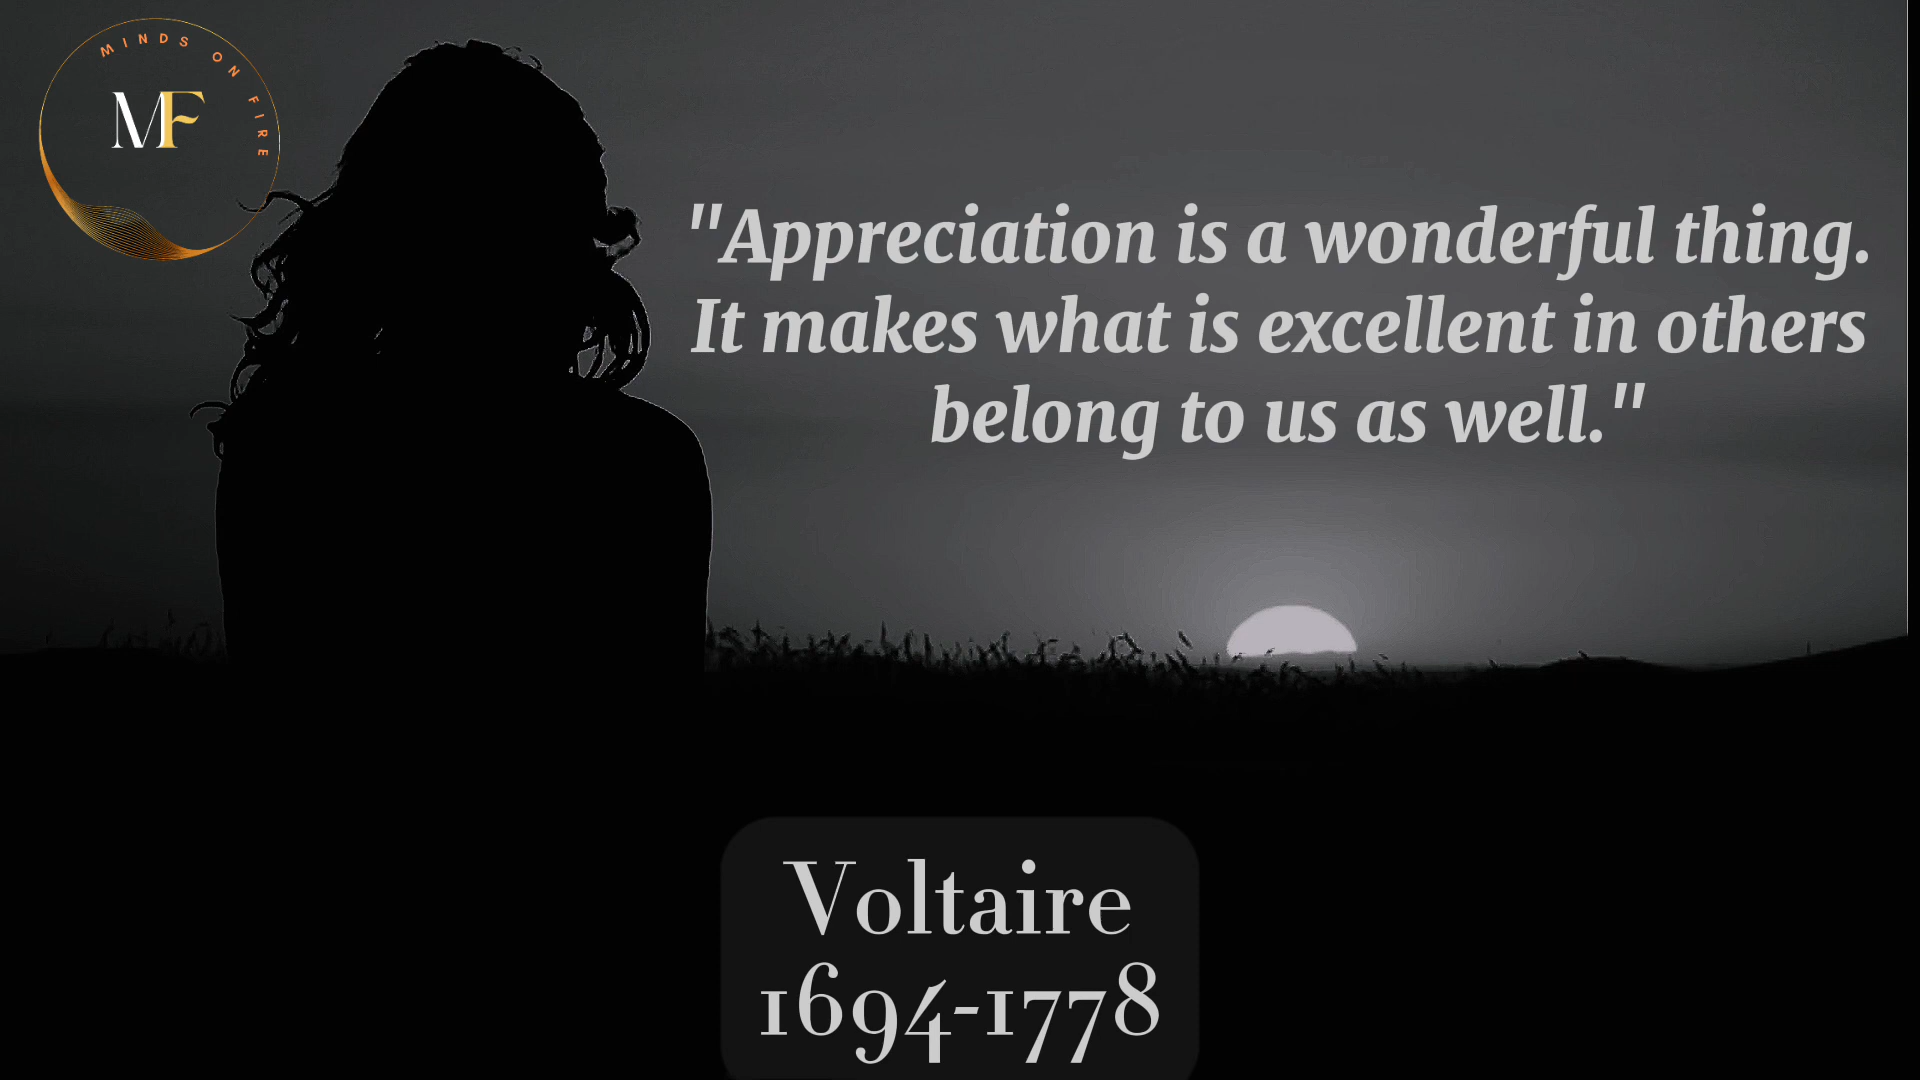 MINDS ON FIRE
MF
"Appreciation is a wonderful thing.
It makes what is excellent in others
belong to us as well."
Voltaire
1694-1778